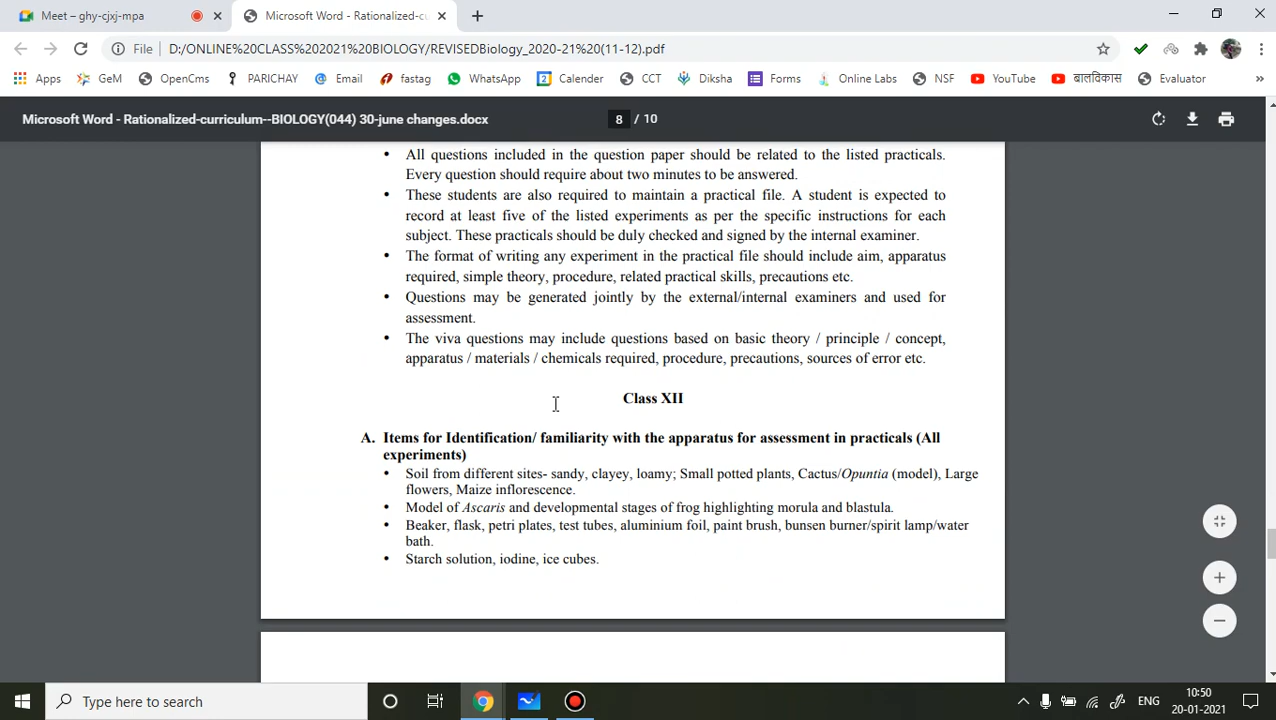 Meet – ghy-cjxj-mpa
Microsoft Word - Rationalized-cu
File D:/ONLINE%20CLASS%202021%20BIOLOGY/REVISEDBiology_2020-21%20(11-12).pdf
Apps GeM OpenCms PARICHAY Email fastag WhatsApp Calender CCT Diksha Forms Online Labs NSF YouTube बालविकास Evaluator »
Microsoft Word - Rationalized-curriculum--BIOLOGY(044) 30-june changes.docx 8 / 10
• All questions included in the question paper should be related to the listed practicals.
Every question should require about two minutes to be answered.
• These students are also required to maintain a practical file. A student is expected to
record at least five of the listed experiments as per the specific instructions for each
subject. These practicals should be duly checked and signed by the internal examiner.
• The format of writing any experiment in the practical file should include aim, apparatus
required, simple theory, procedure, related practical skills, precautions etc.
• Questions may be generated jointly by the external/internal examiners and used for
assessment.
• The viva questions may include questions based on basic theory / principle / concept,
apparatus / materials / chemicals required, procedure, precautions, sources of error etc.
Class XII
A. Items for Identification/ familiarity with the apparatus for assessment in practicals (All
experiments)
• Soil from different sites- sandy, clayey, loamy; Small potted plants, Cactus/Opuntia (model), Large
flowers, Maize inflorescence.
• Model of Ascaris and developmental stages of frog highlighting morula and blastula.
• Beaker, flask, petri plates, test tubes, aluminium foil, paint brush, bunsen burner/spirit lamp/water
bath.
• Starch solution, iodine, ice cubes.
Type here to search
ENG
10:50
20-01-2021